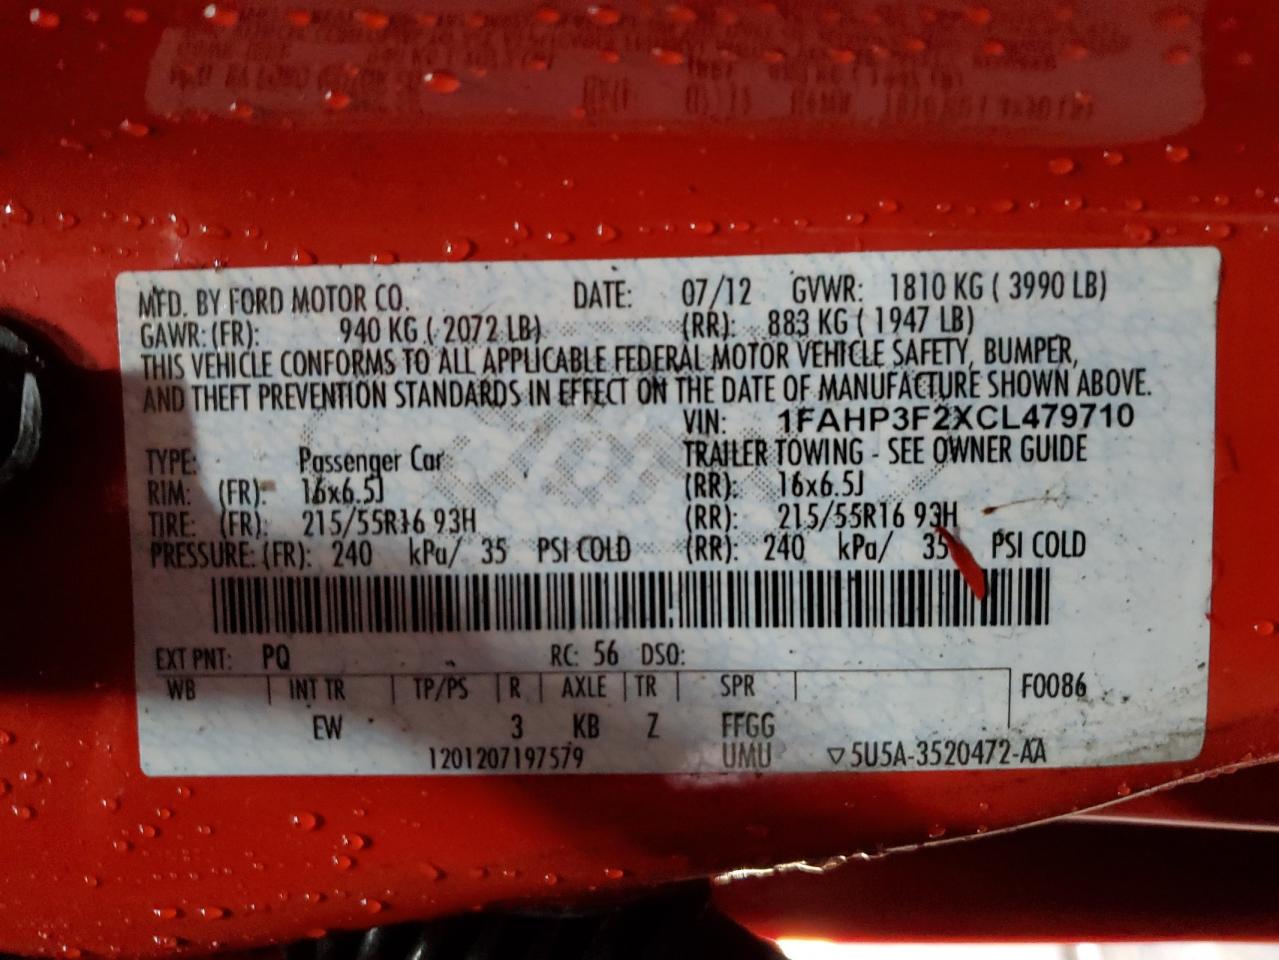 MFD. BY FORD MOTOR CO. DATE: 07/12 GVWR: 1810 KG ( 3990 LB)
GAWR: (FR): 940 KG ( 2072 LB) (RR): 883 KG ( 1947 LB)
THIS VEHICLE CONFORMS TO ALL APPLICABLE FEDERAL MOTOR VEHICLE SAFETY, BUMPER,
AND THEFT PREVENTION STANDARDS IN EFFECT ON THE DATE OF MANUFACTURE SHOWN ABOVE.
VIN: 1FAHP3F2XCL479710
TYPE: Passenger Car TRAILER TOWING - SEE OWNER GUIDE
RIM: (FR): 16x6.5J (RR): 16x6.5J
TIRE: (FR): 215/55R16 93H (RR): 215/55R16 93H
PRESSURE: (FR): 240 kPa/ 35 PSI COLD (RR): 240 kPa/ 35 PSI COLD
EXT PNT: PQ RC: 56 DSO:
WB INT TR TP/PS R AXLE TR SPR F0086
EW 3 KB Z FFGG
1201207197579 UMU ▽5U5A-3520472-AA